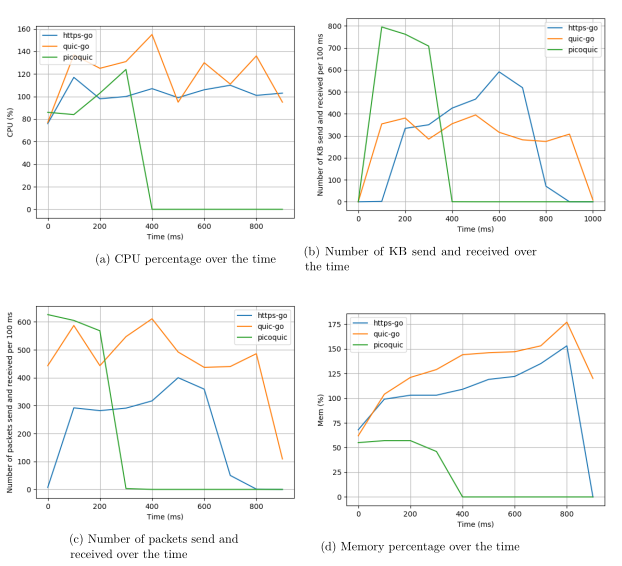 160
140
120
100
80
60
40
20
0
CPU (%)
https-go
quic-go
picoquic
0
200
400
600
800
Time (ms)
(a) CPU percentage over the time
800
700
600
500
400
300
200
100
0
Number of KB send and received per 100 ms
https-go
quic-go
picoquic
0
200
400
600
800
1000
Time (ms)
(b) Number of KB send and received over
the time
600
500
400
300
200
100
0
Number of packets send and received per 100 ms
https-go
quic-go
picoquic
0
200
400
600
800
Time (ms)
(c) Number of packets send and
received over the time
175
150
125
100
75
50
25
0
Mem (%)
https-go
quic-go
picoquic
0
200
400
600
800
Time (ms)
(d) Memory percentage over the time